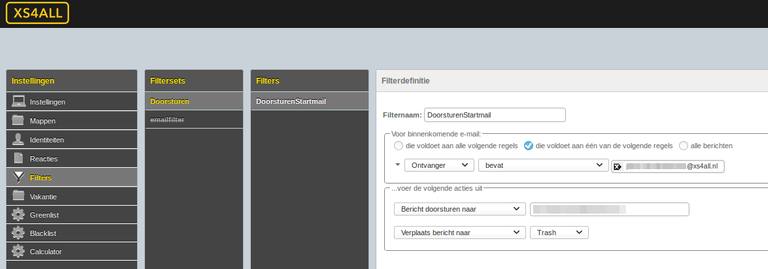 XS4ALL
Instellingen
Instellingen
Mappen
Identiteiten
Reacties
Filters
Vakantie
Greenlist
Blacklist
Calculator
Filtersets
Doorsturen
emailfilter
Filters
DoorsturenStartmail
Filterdefinitie
Filternaam: DoorsturenStartmail
Voor binnenkomende e-mail:
die voldoet aan alle volgende regels die voldoet aan één van de volgende regels alle berichten
Ontvanger bevat @xs4all.nl
...voer de volgende acties uit
Bericht doorsturen naar
Verplaats bericht naar Trash